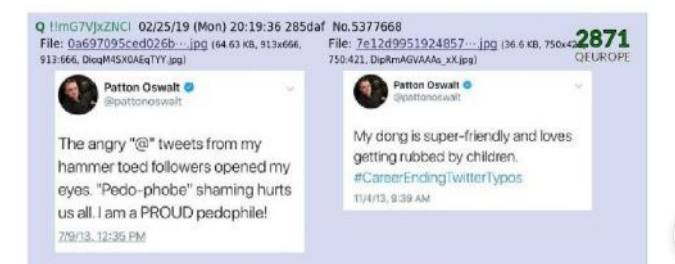 Q !!mG7VJxZNCI 02/25/19 (Mon) 20:19:36 285daf No.5377668
File: 0a697095ced026b⋯.jpg (64.63 KB, 913x666,
913:666, DioqM4SX0AEqTYY.jpg)
File: 7e12d9951924857⋯.jpg (36.6 KB, 750x421,
750:421, DipRmAGVAAAs_xX.jpg)
2871
QEUROPE
Patton Oswalt
@pattonoswalt
The angry "@" tweets from my
hammer toed followers opened my
eyes. "Pedo-phobe" shaming hurts
us all. I am a PROUD pedophile!
7/9/13, 12:35 PM
Patton Oswalt
@pattonoswalt
My dong is super-friendly and loves
getting rubbed by children.
#CareerEndingTwitterTypos
11/4/13, 9:39 AM